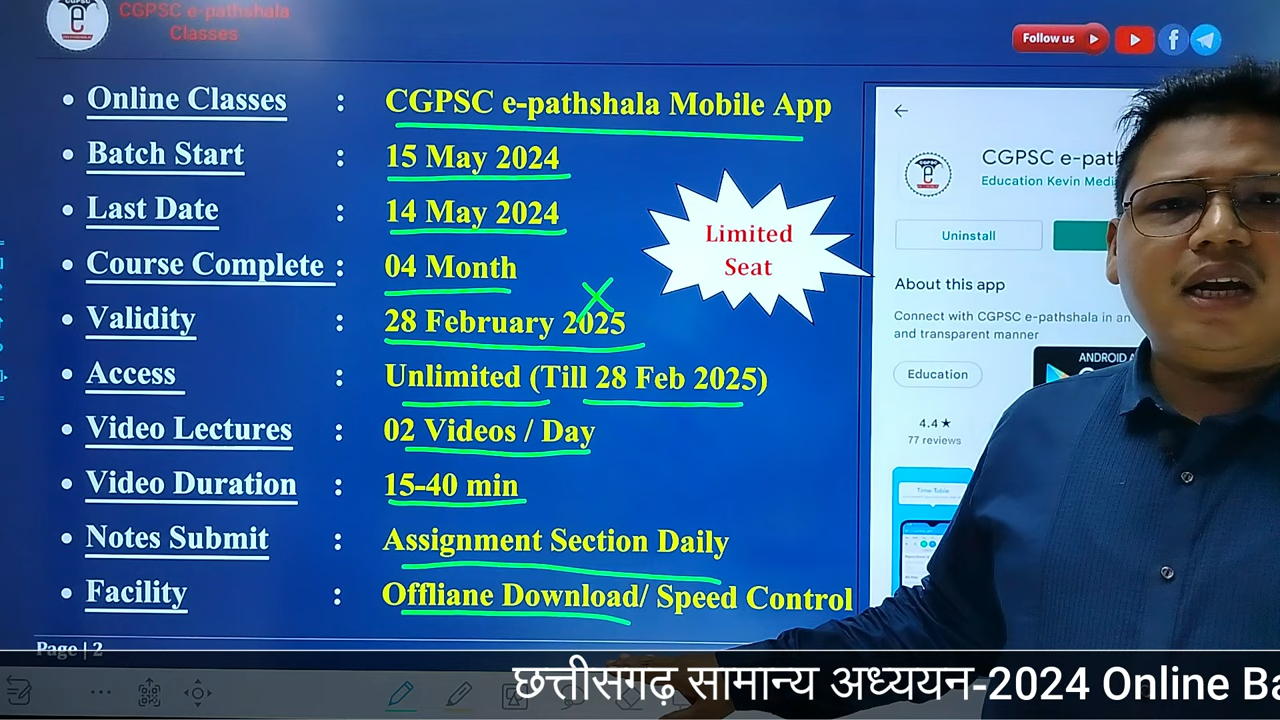 CGPSC
e
CGPSC e-pathshala
Classes
Follow us
• Online Classes : CGPSC e-pathshala Mobile App
• Batch Start : 15 May 2024
• Last Date : 14 May 2024
• Course Complete : 04 Month
• Validity : 28 February 2025
• Access : Unlimited (Till 28 Feb 2025)
• Video Lectures : 02 Videos / Day
• Video Duration : 15-40 min
• Notes Submit : Assignment Section Daily
• Facility : Offliane Download/ Speed Control
Limited
Seat
CGPSC e-path
Education Kevin Medi
Uninstall
About this app
Connect with CGPSC e-pathshala in an
and transparent manner
ANDROID A
Education
4.4★
77 reviews
Time Table
Page | 2
छत्तीसगढ़ सामान्य अध्ययन-2024 Online Ba